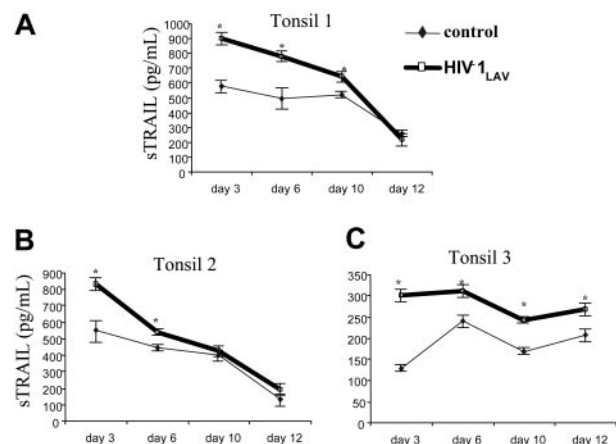 A
Tonsil 1
sTRAIL (pg/mL)
1000
900
800
700
600
500
400
300
200
100
0
* * *
day 3 day 6 day 10 day 12
control
HIV-1LAV
B
Tonsil 2
sTRAIL (pg/mL)
900
800
700
600
500
400
300
200
100
0
* *
day 3 day 6 day 10 day 12
C
Tonsil 3
350
300
250
200
150
100
50
0
* * * *
day 3 day 6 day 10 day 12